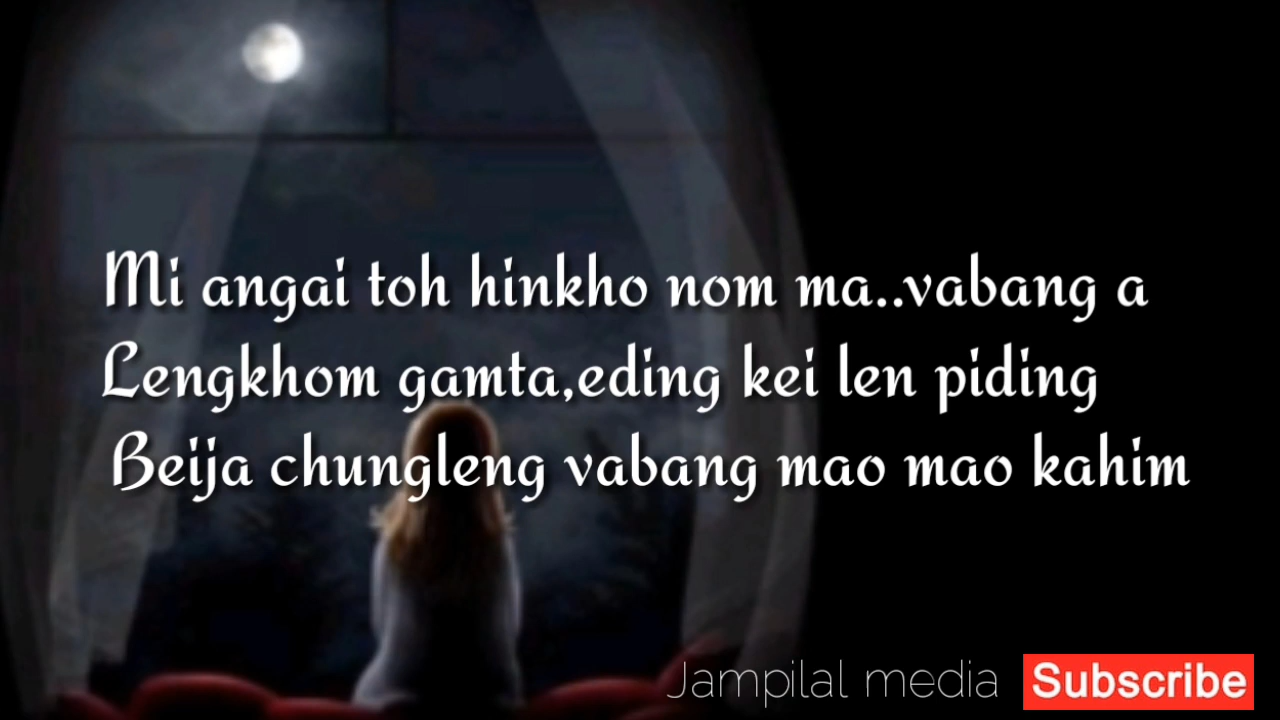 Mi angai toh hinkho nom ma..vabang a
Lengkhom gamta,eding kei len piding
Beija chungleng vabang mao mao kahim
Jampilal media Subscribe